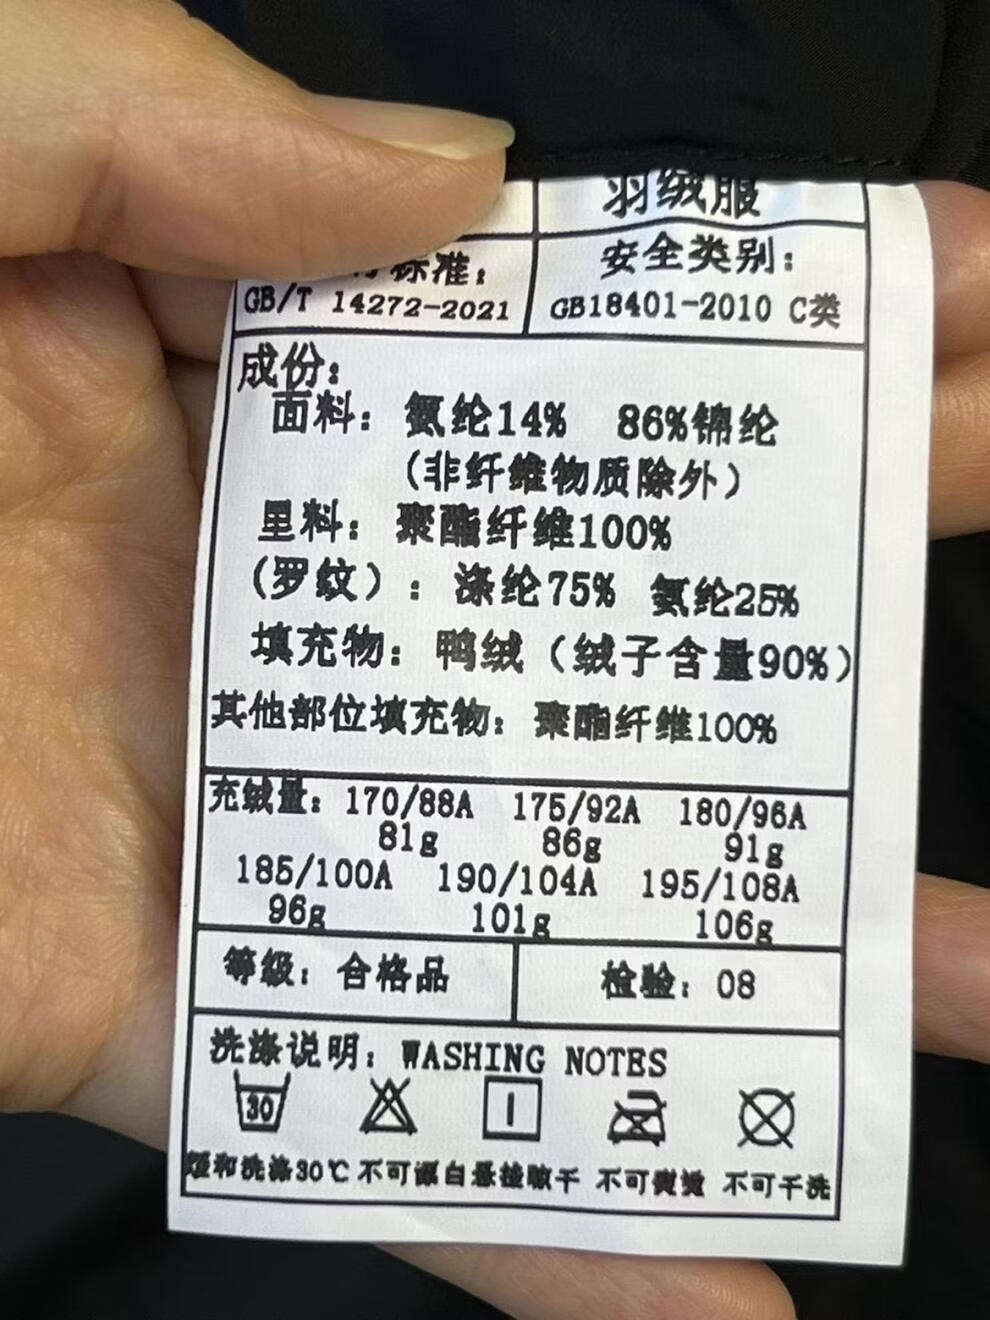 羽绒服
标准：
安全类别：
GB/T 14272-2021
GB18401-2010 C类
成份：
面料：氨纶14% 86%锦纶
（非纤维物质除外）
里料：聚酯纤维100%
（罗纹）：涤纶75% 氨纶25%
填充物：鸭绒（绒子含量90%）
其他部位填充物：聚酯纤维100%
充绒量：170/88A 175/92A 180/96A
81g 86g 91g
185/100A 190/104A 195/108A
96g 101g 106g
等级：合格品
检验：08
洗涤说明：WASHING NOTES
30
缓和洗涤30℃ 不可漂白 悬挂晾干 不可熨烫 不可干洗